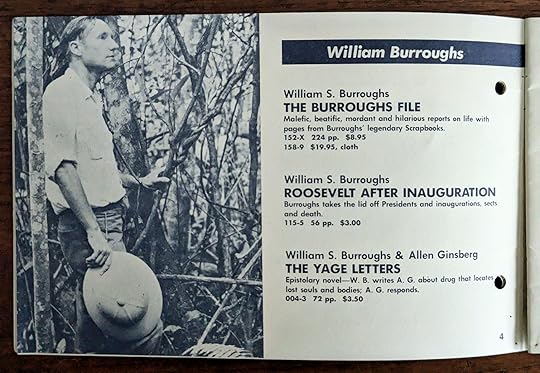 William Burroughs
William S. Burroughs
THE BURROUGHS FILE
Malefic, beatific, mordant and hilarious reports on life with
pages from Burroughs' legendary Scrapbooks.
152-X 224 pp. $8.95
158-9 $19.95, cloth
William S. Burroughs
ROOSEVELT AFTER INAUGURATION
Burroughs takes the lid off Presidents and inaugurations, sects
and death.
115-5 56 pp. $3.00
William S. Burroughs & Allen Ginsberg
THE YAGE LETTERS
Epistolary novel—W. B. writes A. G. about drug that locates
lost souls and bodies; A. G. responds.
004-3 72 pp. $3.50
4